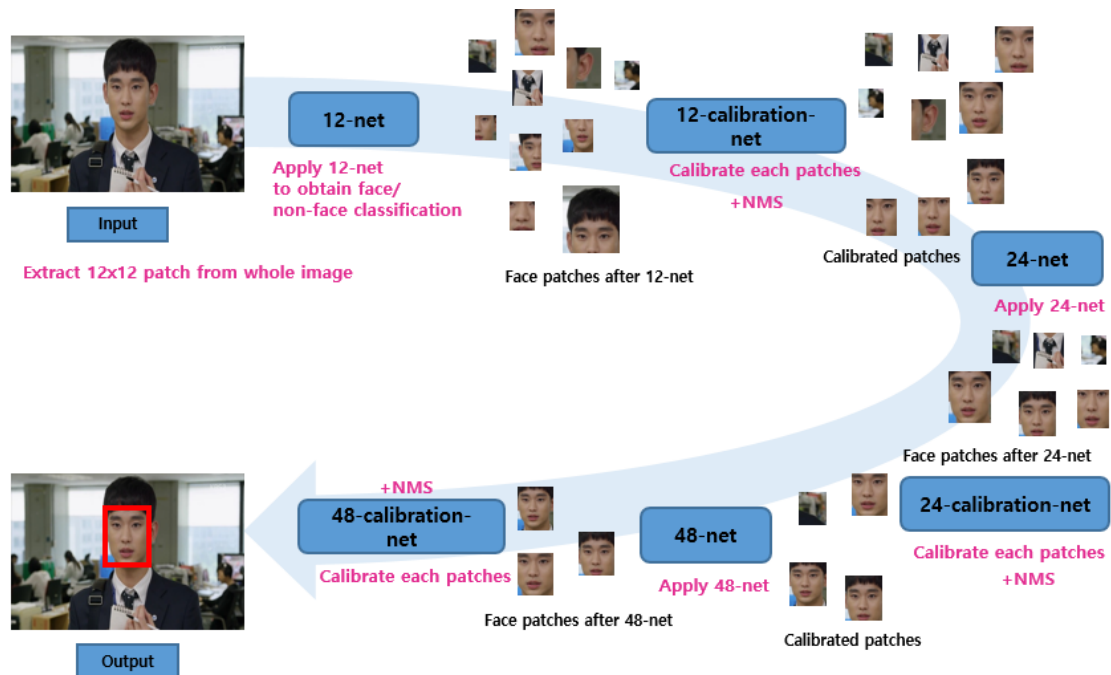 Input
Extract 12x12 patch from whole image
12-net
Apply 12-net
to obtain face/
non-face classification
Face patches after 12-net
12-calibration-
net
Calibrate each patches
+NMS
Calibrated patches
24-net
Apply 24-net
Face patches after 24-net
24-calibration-net
Calibrate each patches
+NMS
Calibrated patches
48-net
Apply 48-net
Face patches after 48-net
+NMS
48-calibration-
net
Calibrate each patches
Output